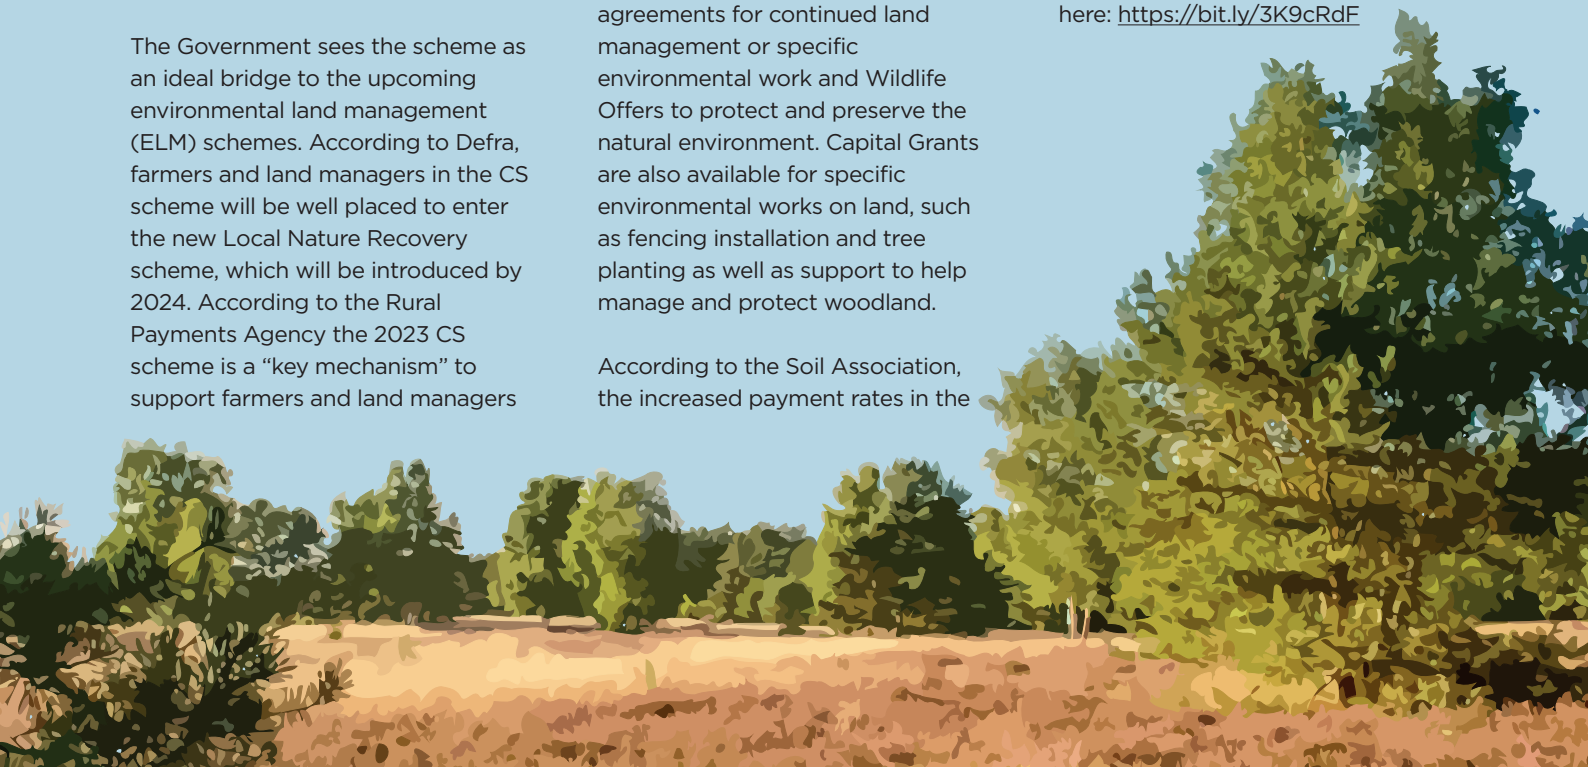 The Government sees the scheme as
an ideal bridge to the upcoming
environmental land management
(ELM) schemes. According to Defra,
farmers and land managers in the CS
scheme will be well placed to enter
the new Local Nature Recovery
scheme, which will be introduced by
2024. According to the Rural
Payments Agency the 2023 CS
scheme is a “key mechanism” to
support farmers and land managers
agreements for continued land
management or specific
environmental work and Wildlife
Offers to protect and preserve the
natural environment. Capital Grants
are also available for specific
environmental works on land, such
as fencing installation and tree
planting as well as support to help
manage and protect woodland.
According to the Soil Association,
the increased payment rates in the
here: https://bit.ly/3K9cRdF